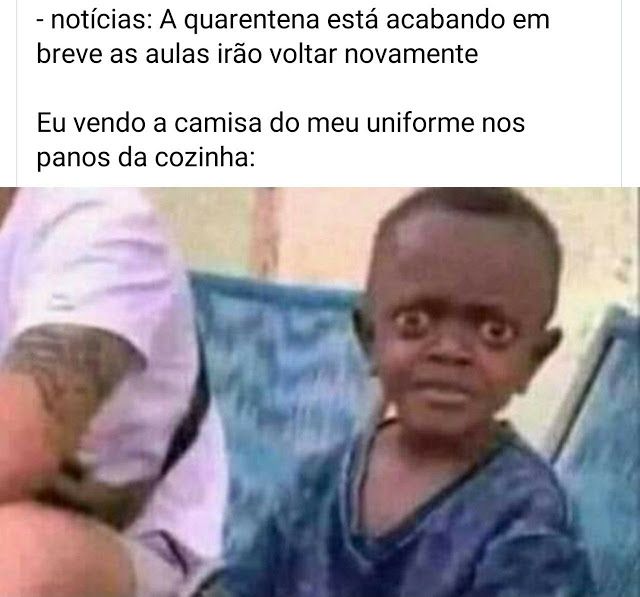 - notícias: A quarentena está acabando em
breve as aulas irão voltar novamente
Eu vendo a camisa do meu uniforme nos
panos da cozinha: